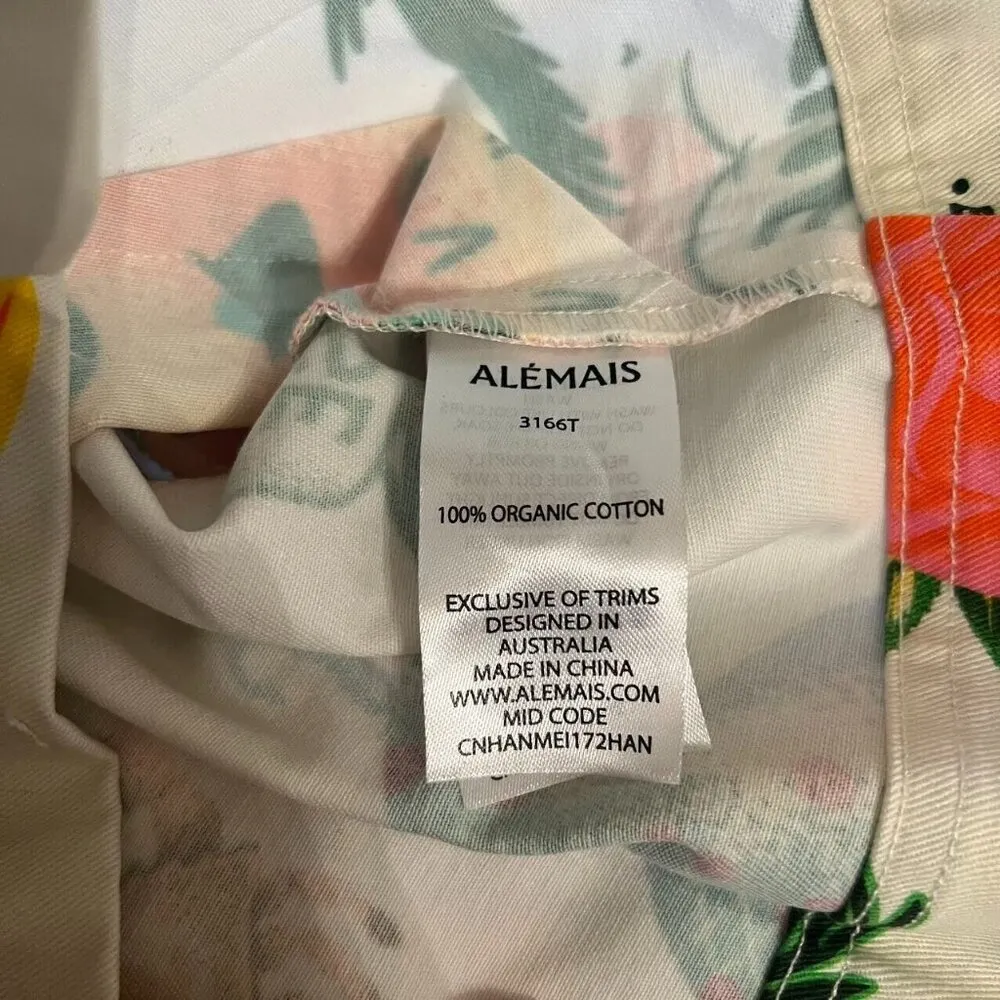 ALÉMAIS
3166T
100% ORGANIC COTTON
EXCLUSIVE OF TRIMS
DESIGNED IN
AUSTRALIA
MADE IN CHINA
WWW.ALEMAIS.COM
MID CODE
CNHANMEI172HAN